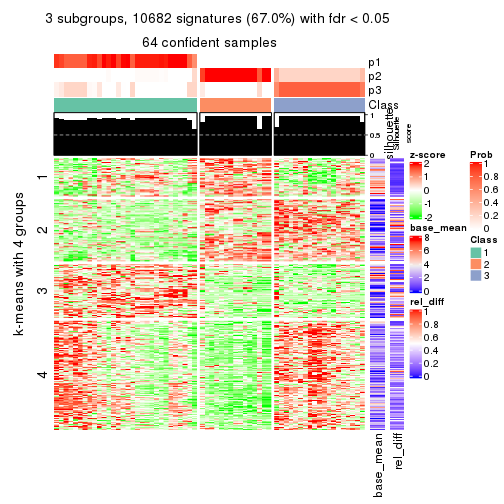 3 subgroups, 10682 signatures (67.0%) with fdr < 0.05
64 confident samples
p1
p2
p3
Class
1
0.5
0
silhouette
Silhouette
score
k-means with 4 groups
1
2
3
4
base_mean
rel_diff
z-score
2
1
0
-1
-2
base_mean
8
6
4
2
0
rel_diff
1
0.8
0.6
0.4
0.2
0
Prob
1
0.8
0.6
0.4
0.2
0
Class
1
2
3